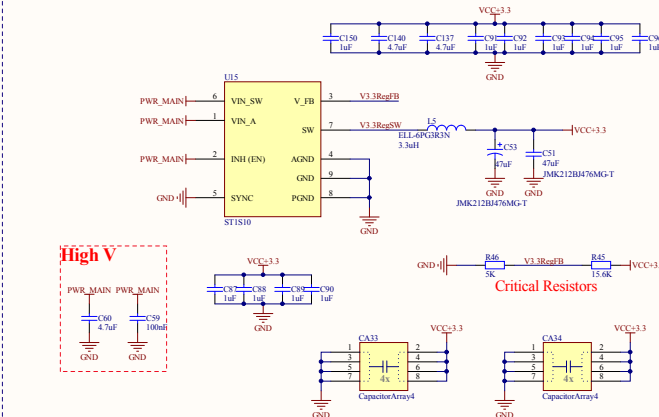 VCC+3.3
C150 C140 C137 C91 C92 C93 C94 C95
1uF 4.7uF 4.7uF 1uF 1uF 1uF 1uF 1uF
GND
U15
PWR_MAIN 6 VIN_SW V_FB 3 V3.3RegFB
PWR_MAIN 1 VIN_A
SW 7 V3.3RegSW L5 VCC+3.3
ELL-6PG3R3N
3.3uH
PWR_MAIN 2 INH (EN) AGND 4
GND 9
GND 5 SYNC PGND 8
ST1S10
GND
+ C53
47uF
GND
JMK212BJ476MG-T
C51
47uF
JMK212BJ476MG-T
GND
High V
PWR_MAIN PWR_MAIN
C60 C59
4.7uF 100nF
GND GND
VCC+3.3
C87 C88 C89 C90
1uF 1uF 1uF 1uF
GND
GND R46 V3.3RegFB R45
5K 15.6K
Critical Resistors
CA33 VCC+3.3
1 2
3 4
5 6
7 8
4x
CapacitorArray4
GND
CA34 VCC+3.3
1 2
3 4
5 6
7 8
4x
CapacitorArray4
GND